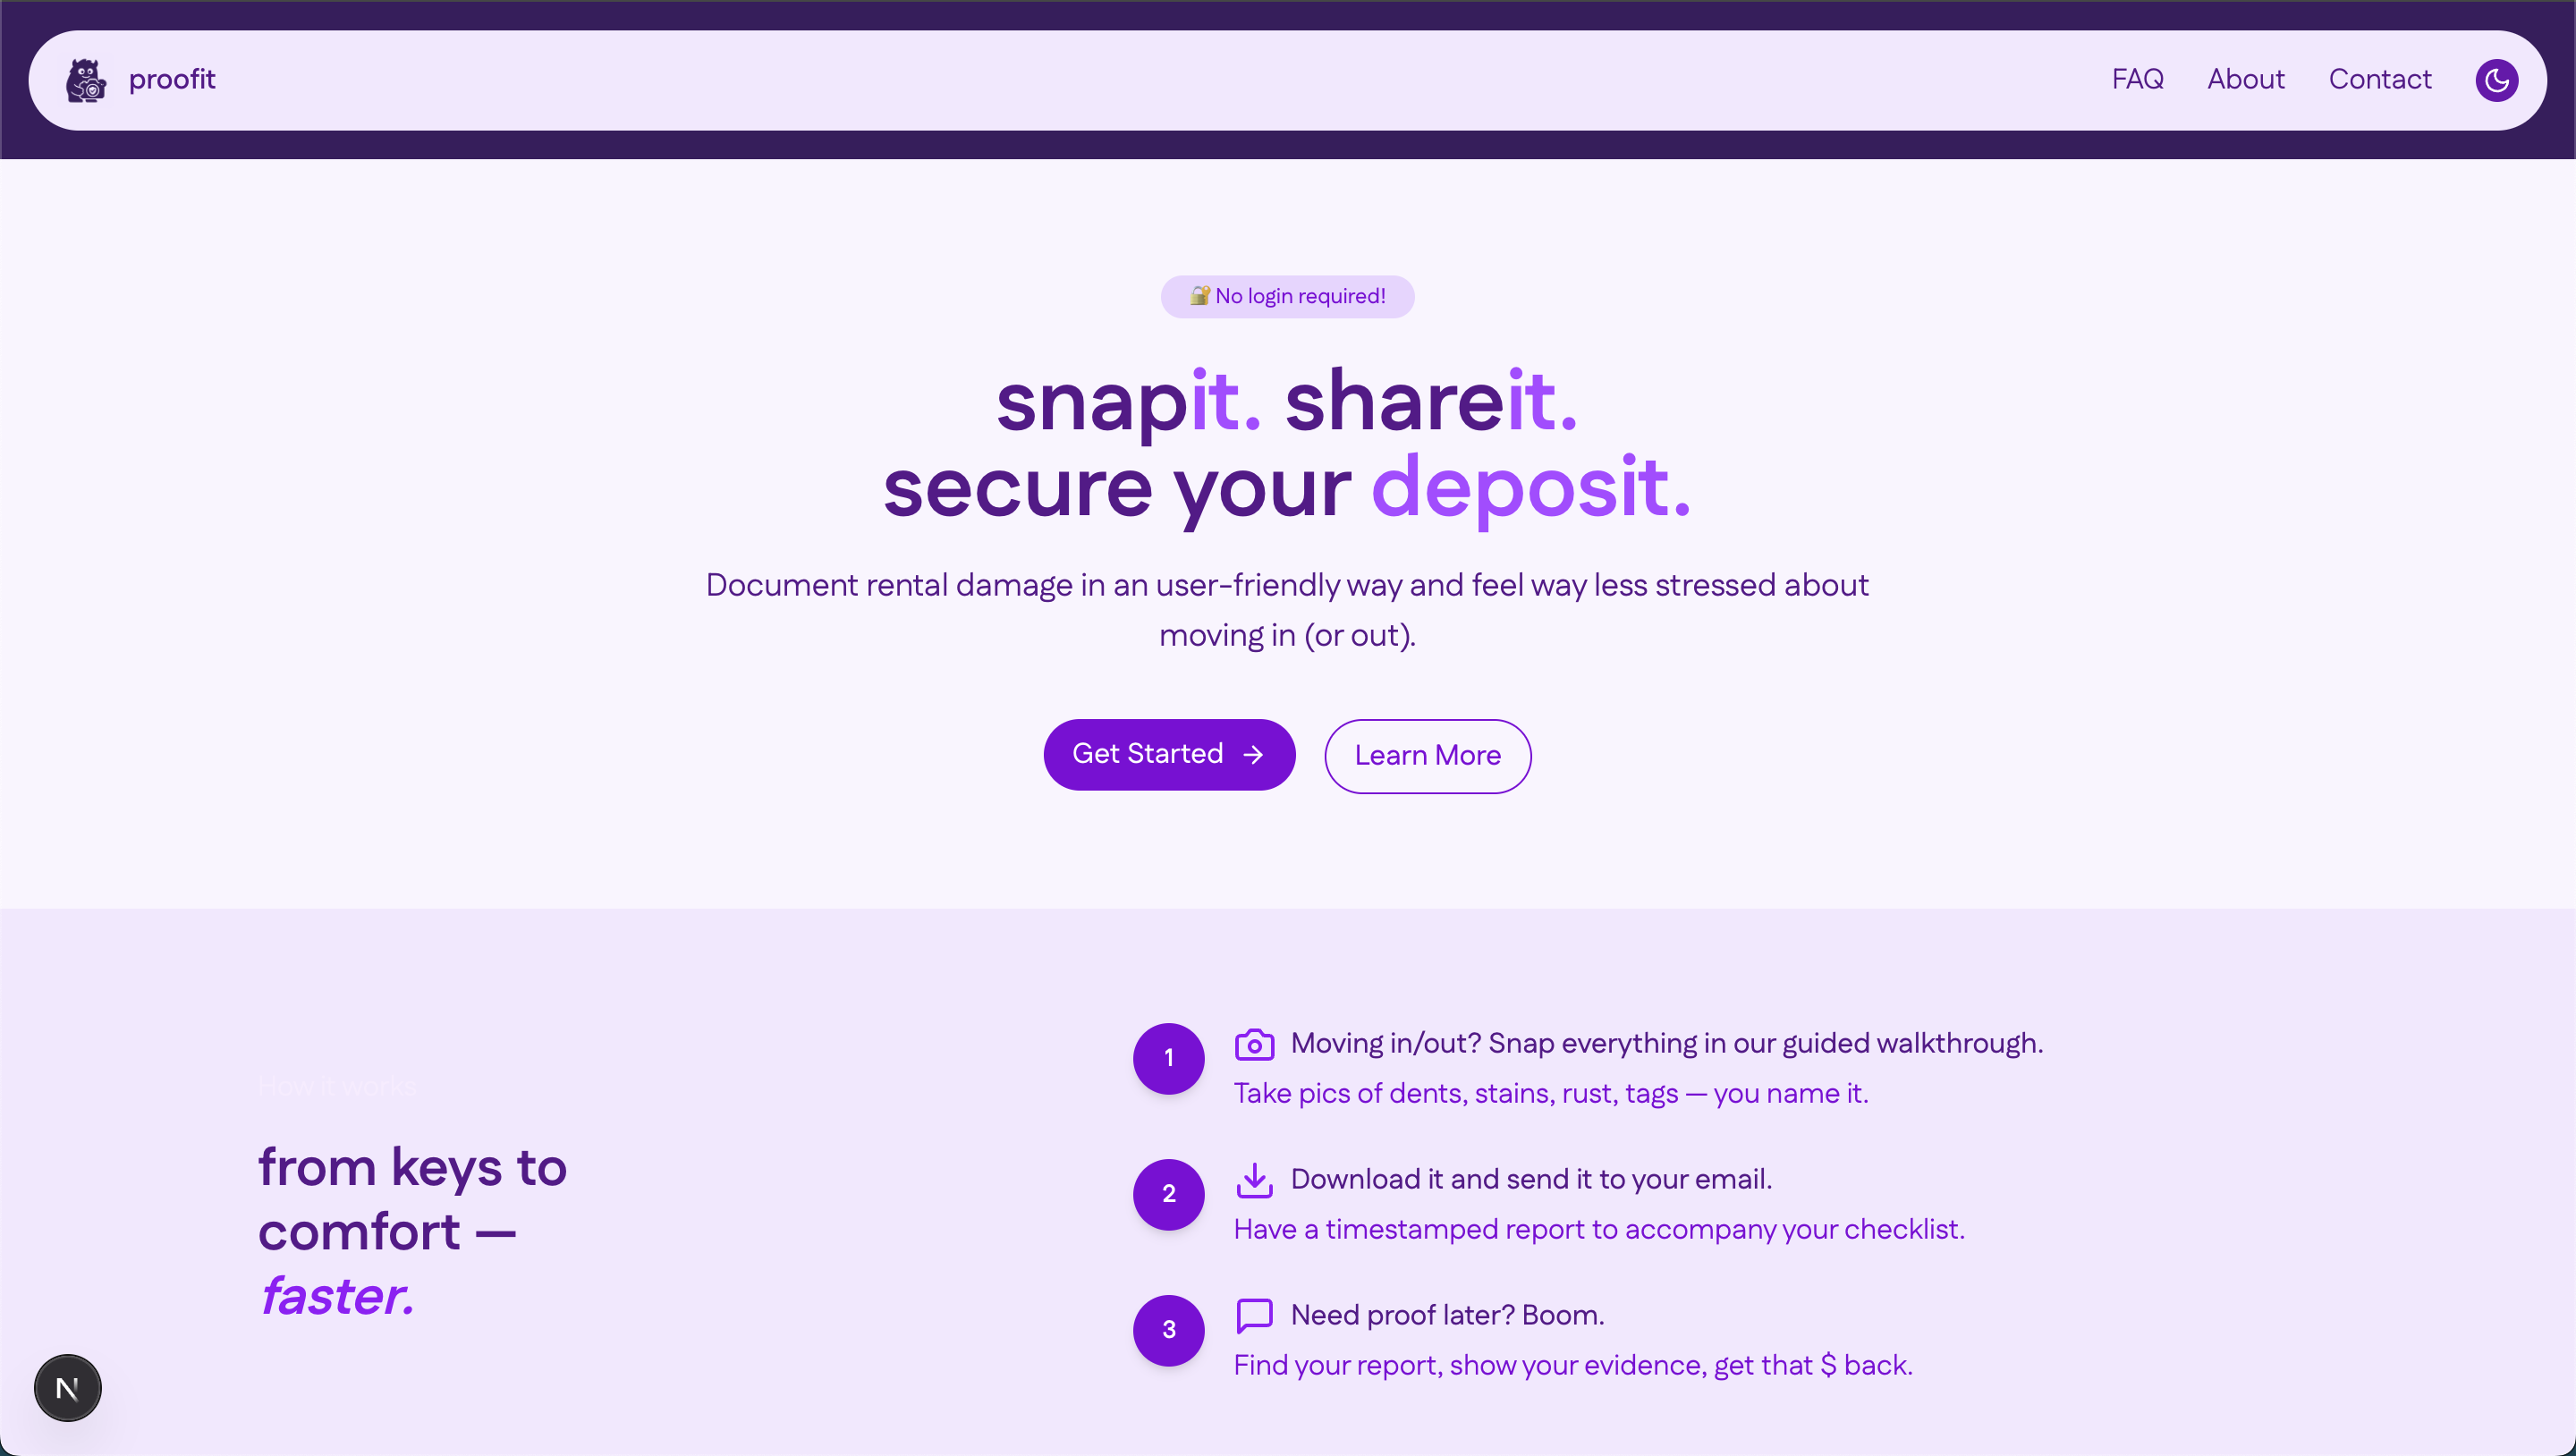 proofit
FAQ
About
Contact
🔐 No login required!
snapit. shareit.
secure your deposit.
Document rental damage in an user-friendly way and feel way less stressed about
moving in (or out).
Get Started →
Learn More
How it works
from keys to
comfort —
faster.
1
Moving in/out? Snap everything in our guided walkthrough.
Take pics of dents, stains, rust, tags — you name it.
2
Download it and send it to your email.
Have a timestamped report to accompany your checklist.
3
Need proof later? Boom.
Find your report, show your evidence, get that $ back.
N